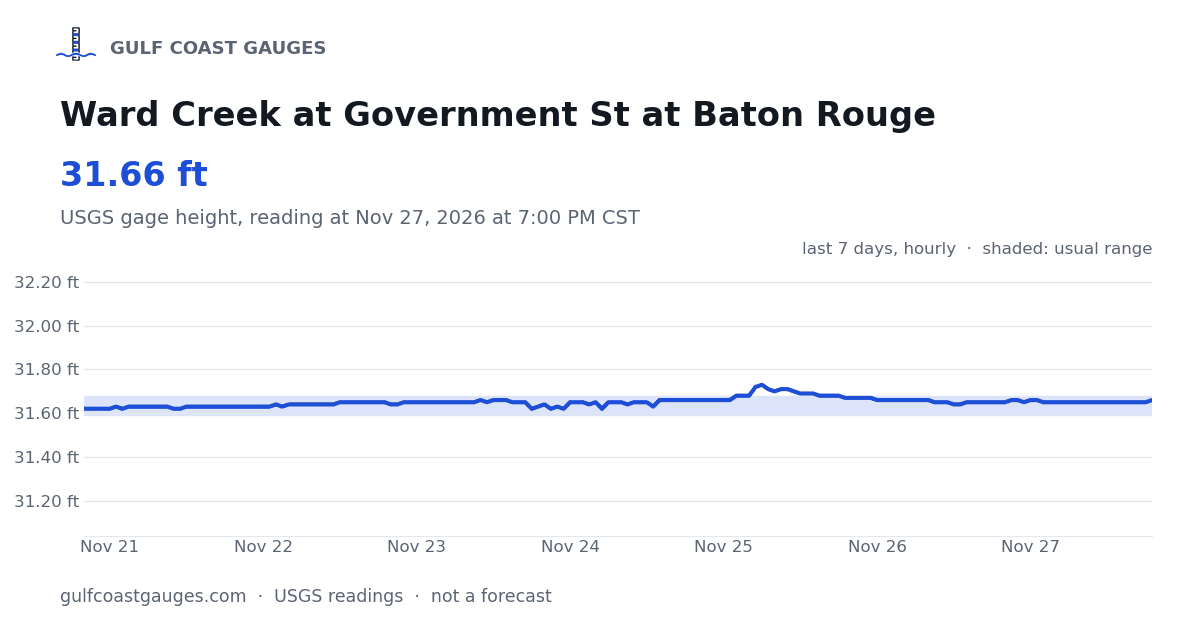 GULF COAST GAUGES
Ward Creek at Government St at Baton Rouge
31.66 ft
USGS gage height, reading at Nov 27, 2026 at 7:00 PM CST
last 7 days, hourly · shaded: usual range
32.20 ft
32.00 ft
31.80 ft
31.60 ft
31.40 ft
31.20 ft
Nov 21 Nov 22 Nov 23 Nov 24 Nov 25 Nov 26 Nov 27
gulfcoastgauges.com · USGS readings · not a forecast